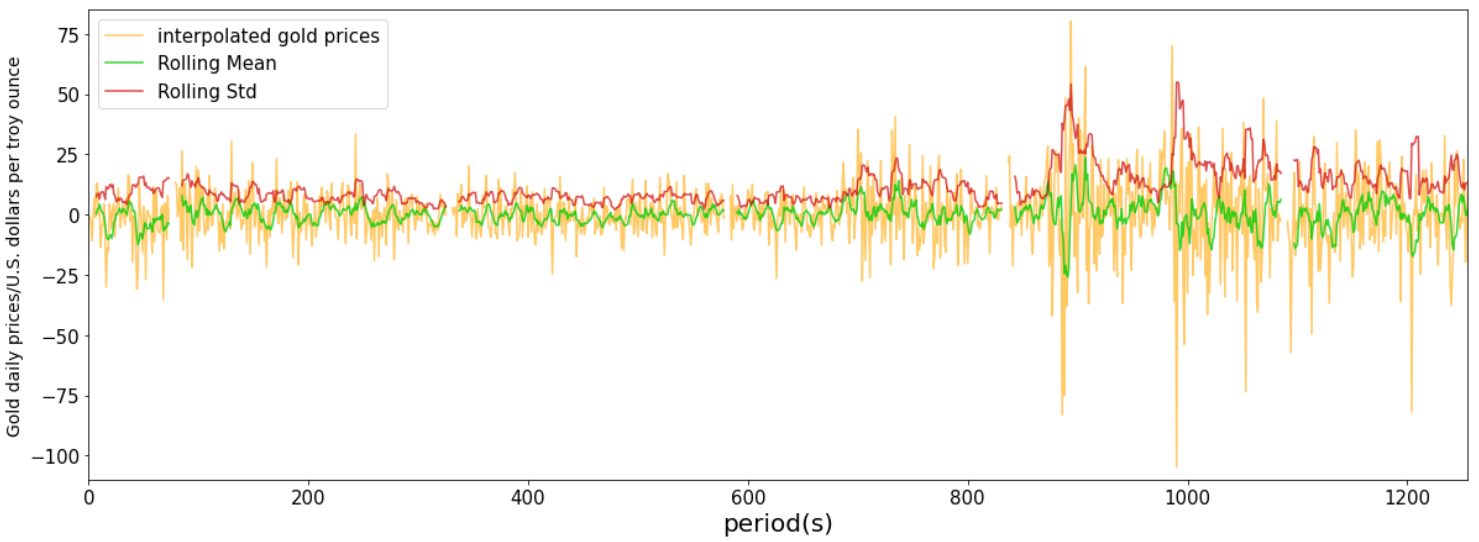 Gold daily prices/U.S. dollars per troy ounce
75
50
25
0
−25
−50
−75
−100
interpolated gold prices
Rolling Mean
Rolling Std
0 200 400 600 800 1000 1200
period(s)